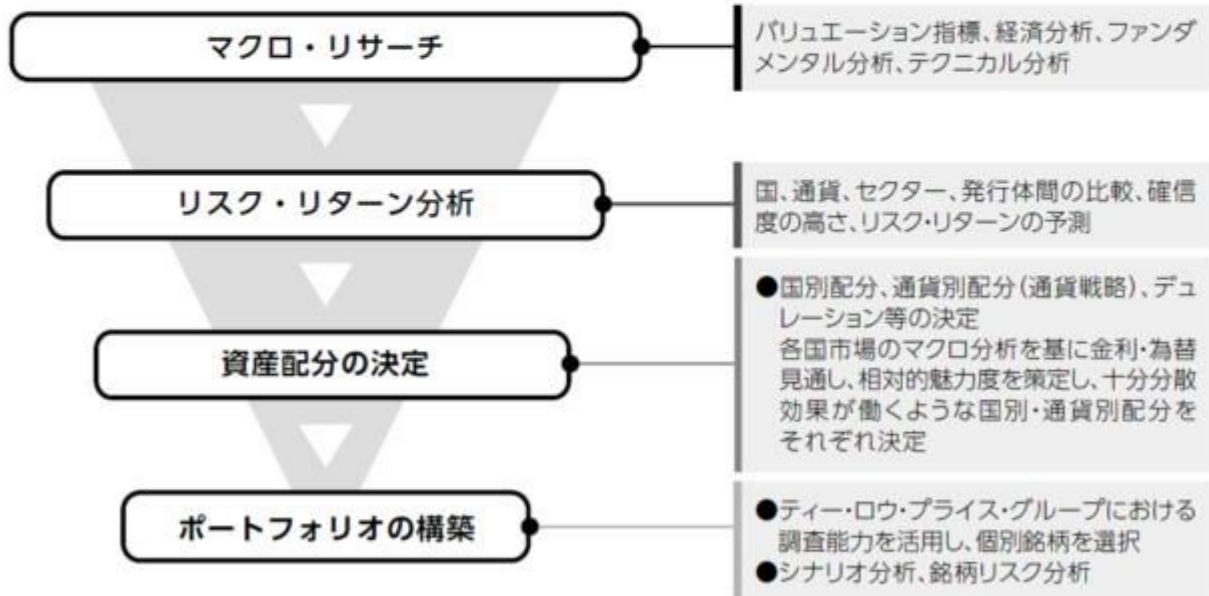 マクロ・リサーチ
バリュエーション指標、経済分析、ファンダ
メンタル分析、テクニカル分析
リスク・リターン分析
国、通貨、セクター、発行体間の比較、確信
度の高さ、リスク・リターンの予測
資産配分の決定
●国別配分、通貨別配分(通貨戦略)、デュ
レーション等の決定
各国市場のマクロ分析を基に金利・為替
見通し、相対的魅力度を策定し、十分分散
効果が働くような国別・通貨別配分を
それぞれ決定
ポートフォリオの構築
●ティー・ロウ・プライス・グループにおける
調査能力を活用し、個別銘柄を選択
●シナリオ分析、銘柄リスク分析